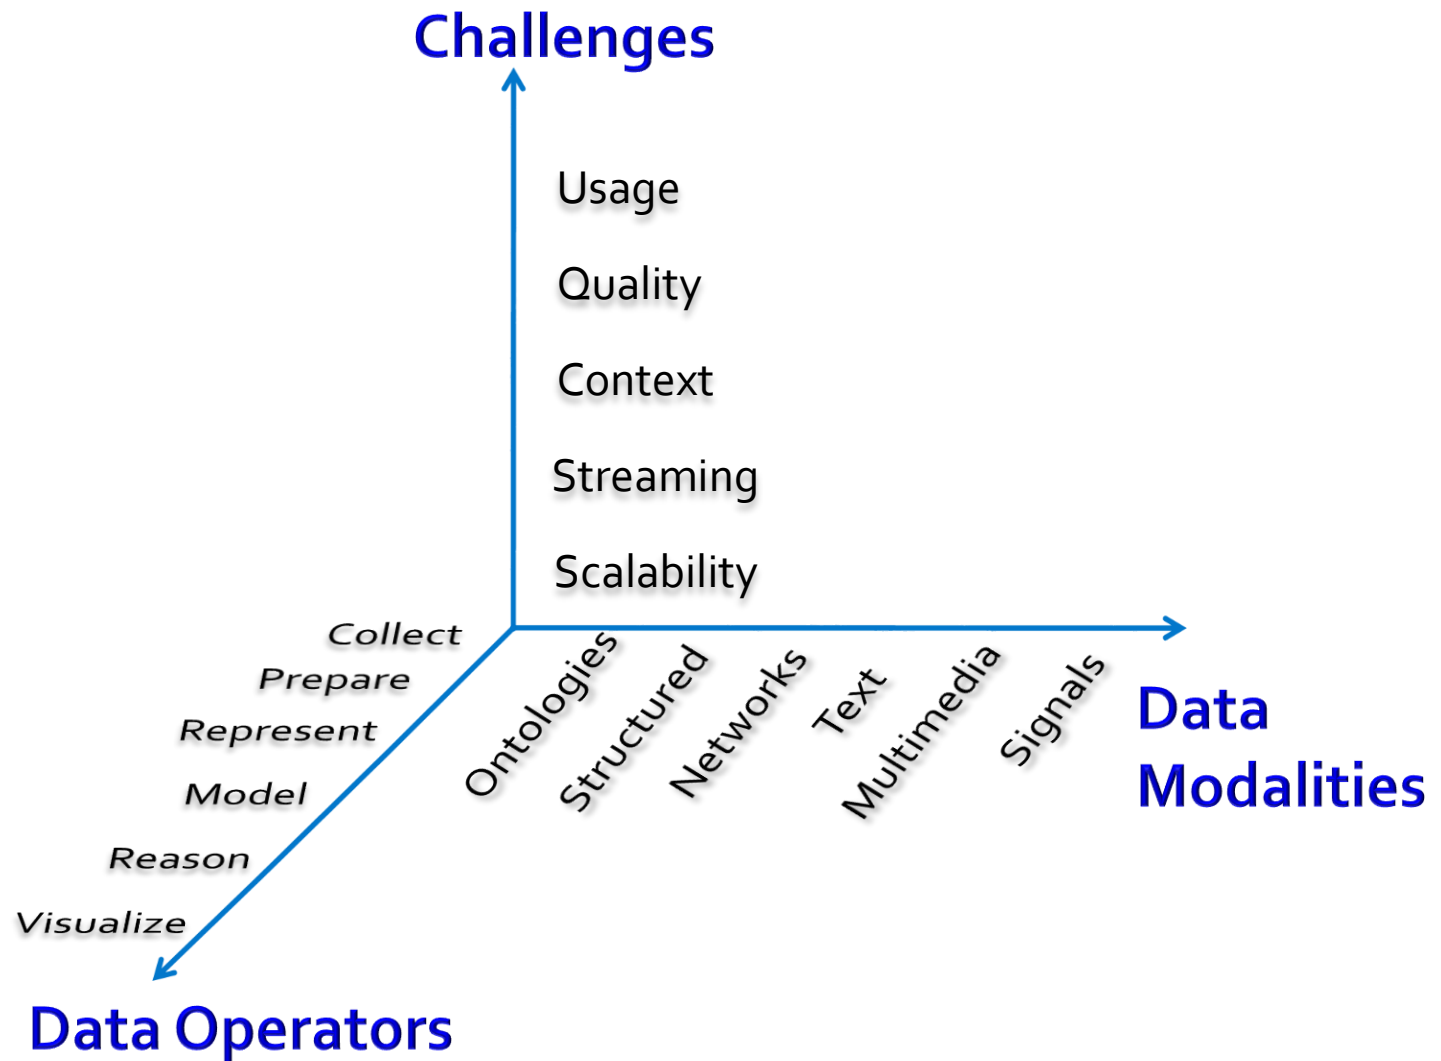 Challenges
Usage
Quality
Context
Streaming
Scalability
Collect
Prepare
Represent
Model
Reason
Visualize
Data Operators
Ontologies
Structured
Networks
Text
Multimedia
Signals
Data
Modalities